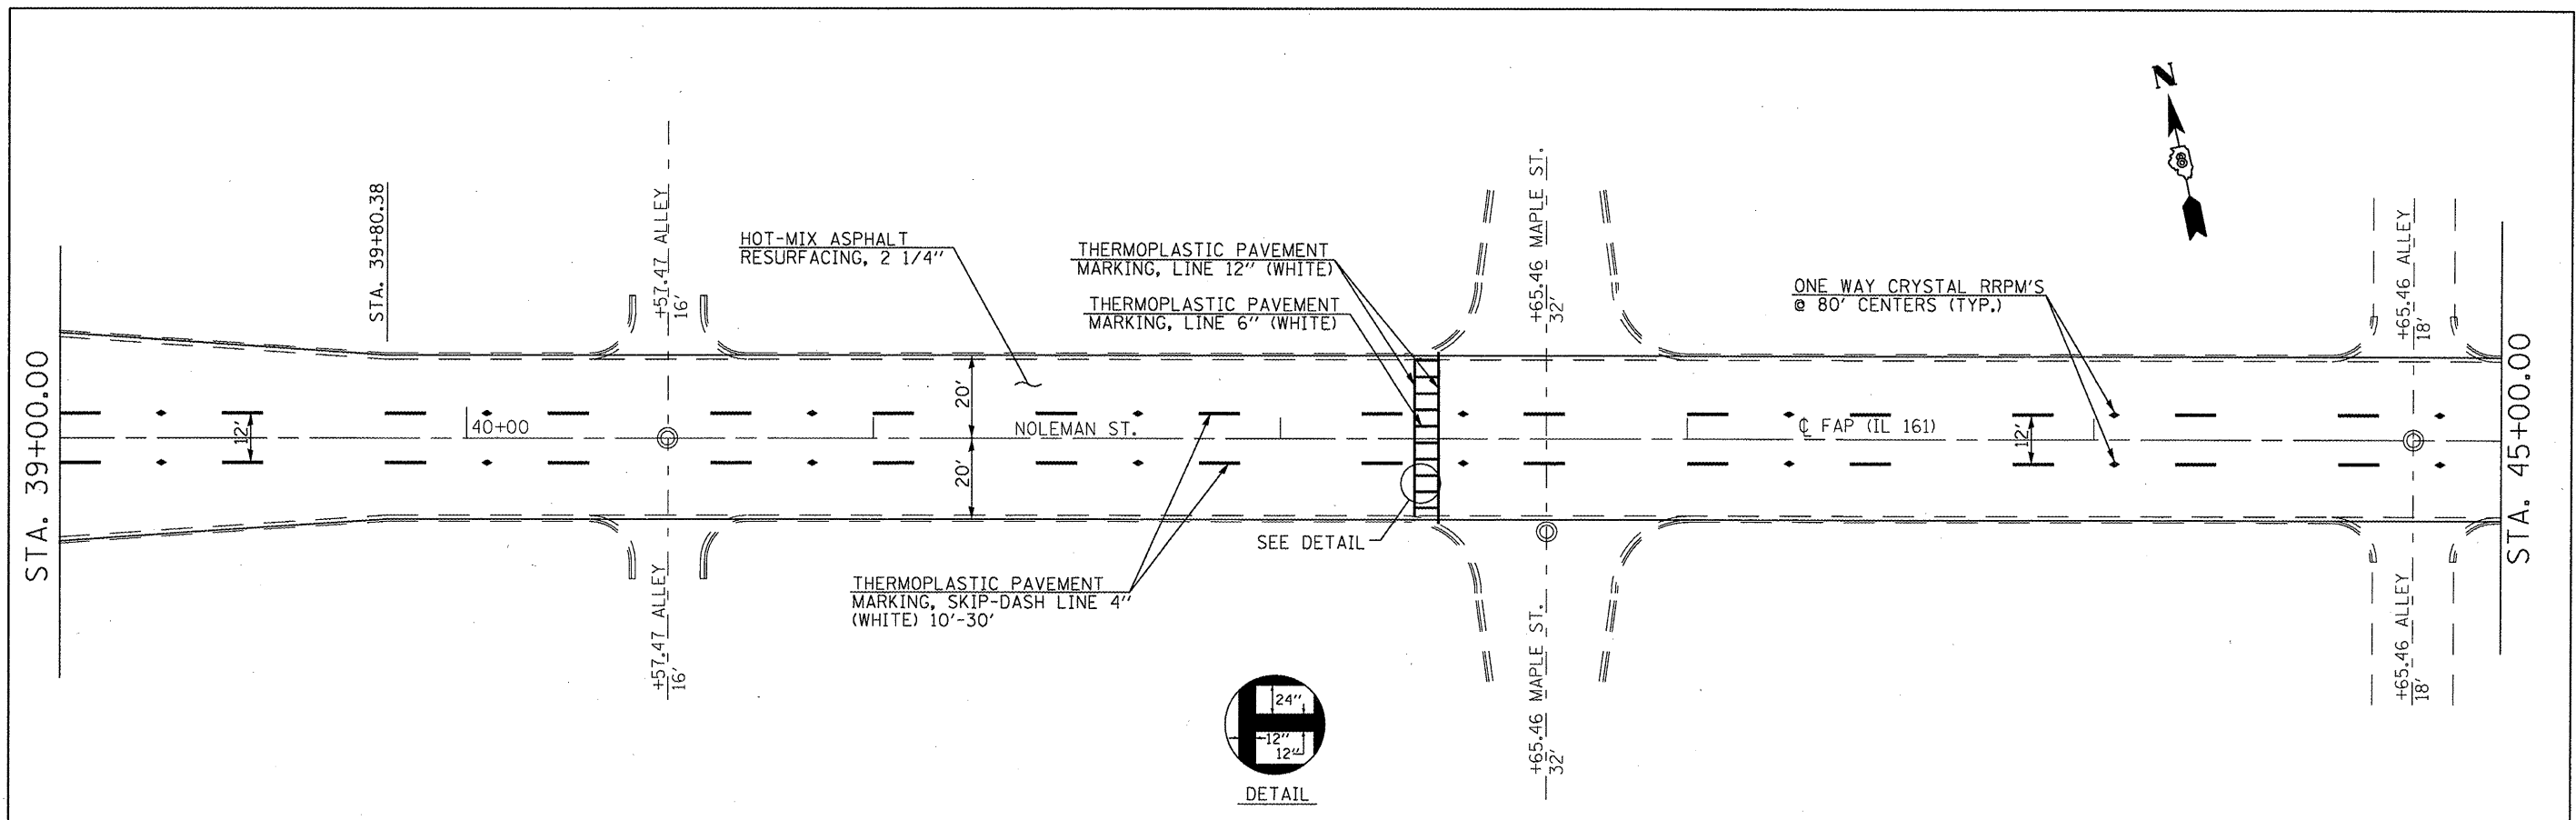 N
8
STA. 39+80.38
+57.47 ALLEY
16'
HOT-MIX ASPHALT
RESURFACING, 2 1/4"
THERMOPLASTIC PAVEMENT
MARKING, LINE 12" (WHITE)
THERMOPLASTIC PAVEMENT
MARKING, LINE 6" (WHITE)
+65.46 MAPLE ST.
32'
ONE WAY CRYSTAL RRPM'S
@ 80' CENTERS (TYP.)
+65.46 ALLEY
18'
STA. 39+00.00
12'
40+00
20'
20'
NOLEMAN ST.
℄ FAP (IL 161)
12'
STA. 45+00.00
SEE DETAIL
THERMOPLASTIC PAVEMENT
MARKING, SKIP-DASH LINE 4"
(WHITE) 10'-30'
+57.47 ALLEY
16'
+65.46 MAPLE ST.
32'
+65.46 ALLEY
18'
24"
12"
12"
DETAIL